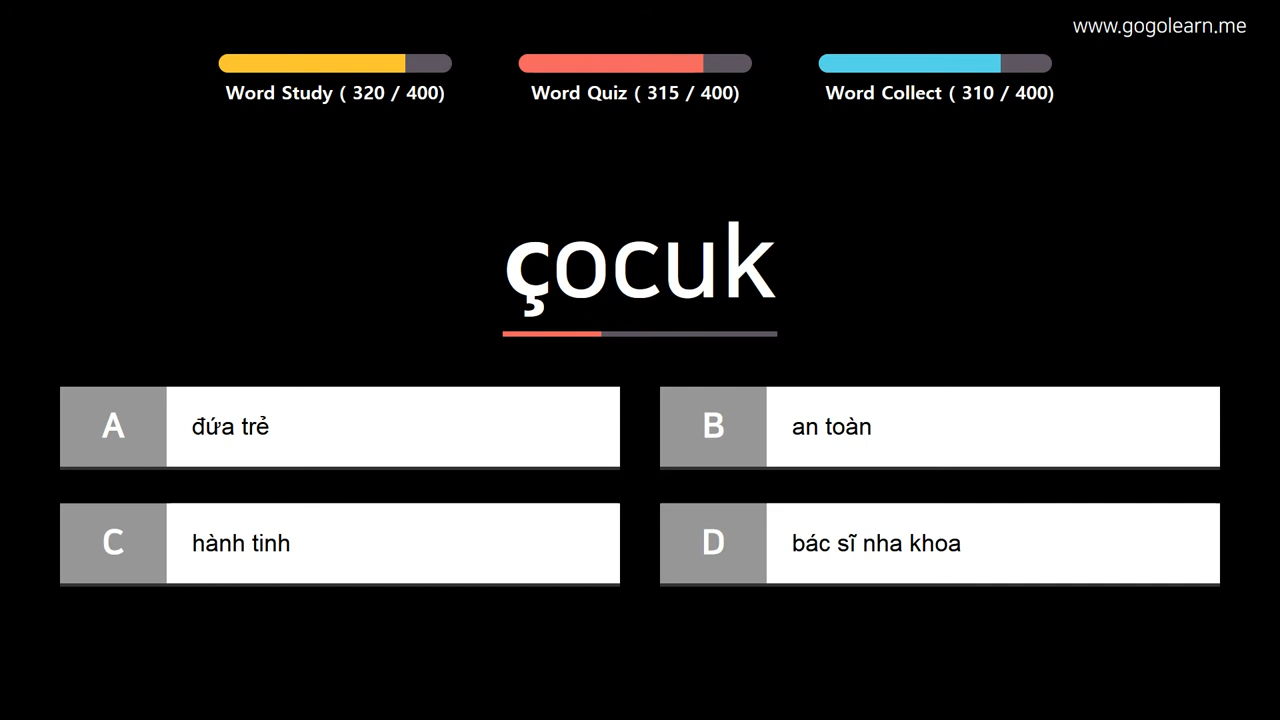 www.gogolearn.me
Word Study ( 320 / 400)
Word Quiz ( 315 / 400)
Word Collect ( 310 / 400)
çocuk
A
đứa trẻ
B
an toàn
C
hành tinh
D
bác sĩ nha khoa